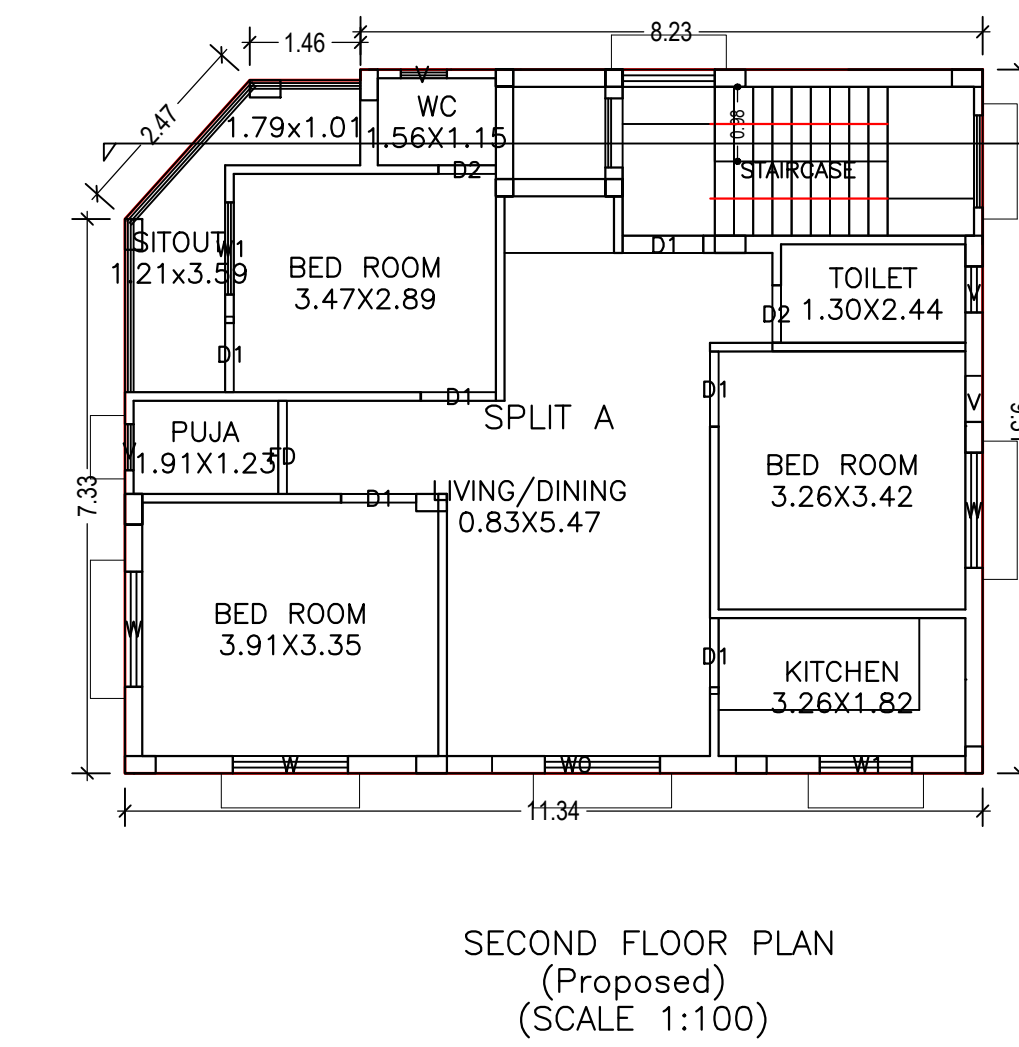 8.23
1.46
2.47
V
WC
1.79x1.01
1.56X1.15
0.98
D2
STAIRCASE
SITOUT
W1
D1
1.21x3.59
BED ROOM
3.47X2.89
TOILET
1.30X2.44
V
D2
D1
D1
D1
V
SPLIT A
PUJA
1.91X1.23
V
FD
BED ROOM
3.26X3.42
7.33
D1
LIVING/DINING
0.83X5.47
W
BED ROOM
3.91X3.35
W
D1
KITCHEN
3.26X1.82
W
WO
W1
11.34
SECOND FLOOR PLAN
(Proposed)
(SCALE 1:100)